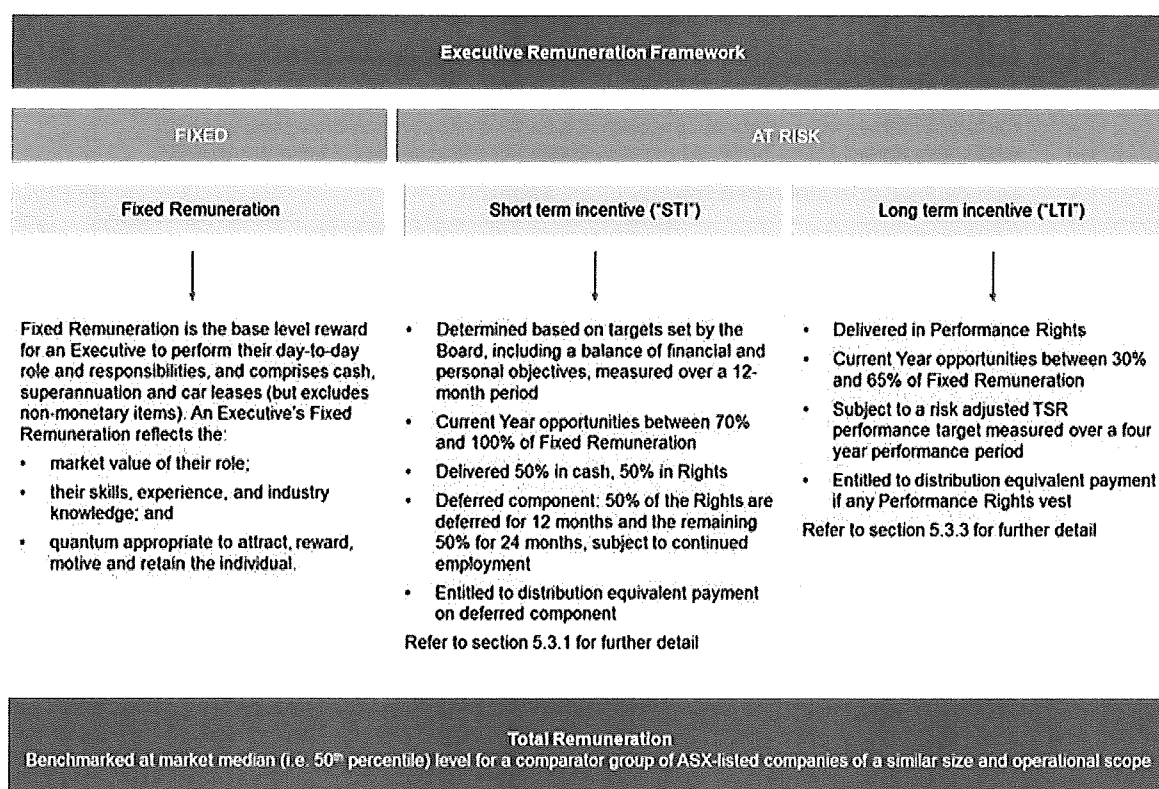 Executive Remuneration Framework
FIXED
AT RISK
Fixed Remuneration
Short term incentive ("STI")
Long term incentive ("LTI")
Fixed Remuneration is the base level reward
for an Executive to perform their day-to-day
role and responsibilities, and comprises cash,
superannuation and car leases (but excludes
non-monetary items). An Executive's Fixed
Remuneration reflects the:
• market value of their role;
• their skills, experience, and industry
knowledge; and
• quantum appropriate to attract, reward,
motive and retain the individual.
• Determined based on targets set by the
Board, including a balance of financial and
personal objectives, measured over a 12-
month period
• Current Year opportunities between 70%
and 100% of Fixed Remuneration
• Delivered 50% in cash, 50% in Rights
• Deferred component: 50% of the Rights are
deferred for 12 months and the remaining
50% for 24 months, subject to continued
employment
• Entitled to distribution equivalent payment
on deferred component
Refer to section 5.3.1 for further detail
• Delivered in Performance Rights
• Current Year opportunities between 30%
and 65% of Fixed Remuneration
• Subject to a risk adjusted TSR
performance target measured over a four
year performance period
• Entitled to distribution equivalent payment
if any Performance Rights vest
Refer to section 5.3.3 for further detail
Total Remuneration
Benchmarked at market median (i.e. 50th percentile) level for a comparator group of ASX-listed companies of a similar size and operational scope